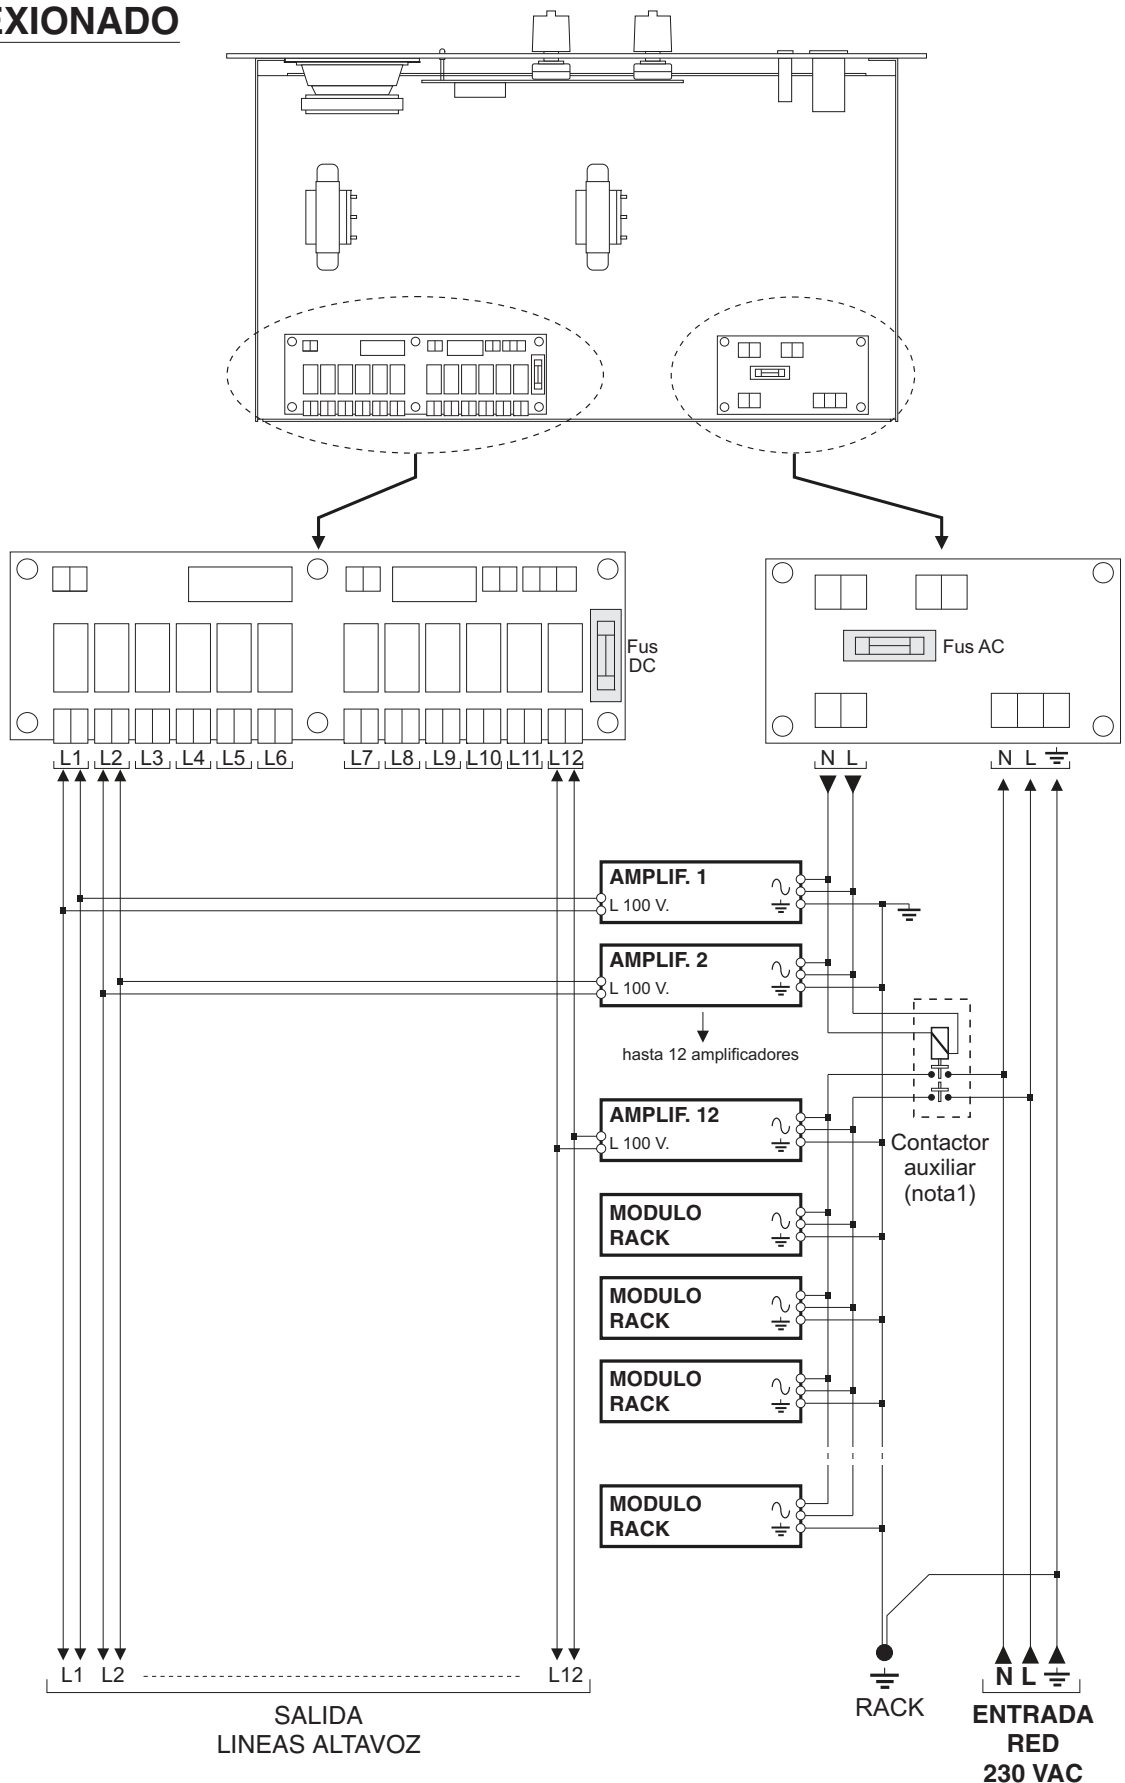 EXIONADO
Fus
DC
Fus AC
L1 L2 L3 L4 L5 L6 L7 L8 L9 L10 L11 L12
N L
N L
AMPLIF. 1
L 100 V.
AMPLIF. 2
L 100 V.
hasta 12 amplificadores
AMPLIF. 12
L 100 V.
Contactor
auxiliar
(nota1)
MODULO
RACK
MODULO
RACK
MODULO
RACK
MODULO
RACK
L1 L2 L12
SALIDA
LINEAS ALTAVOZ
RACK
N L
ENTRADA
RED
230 VAC